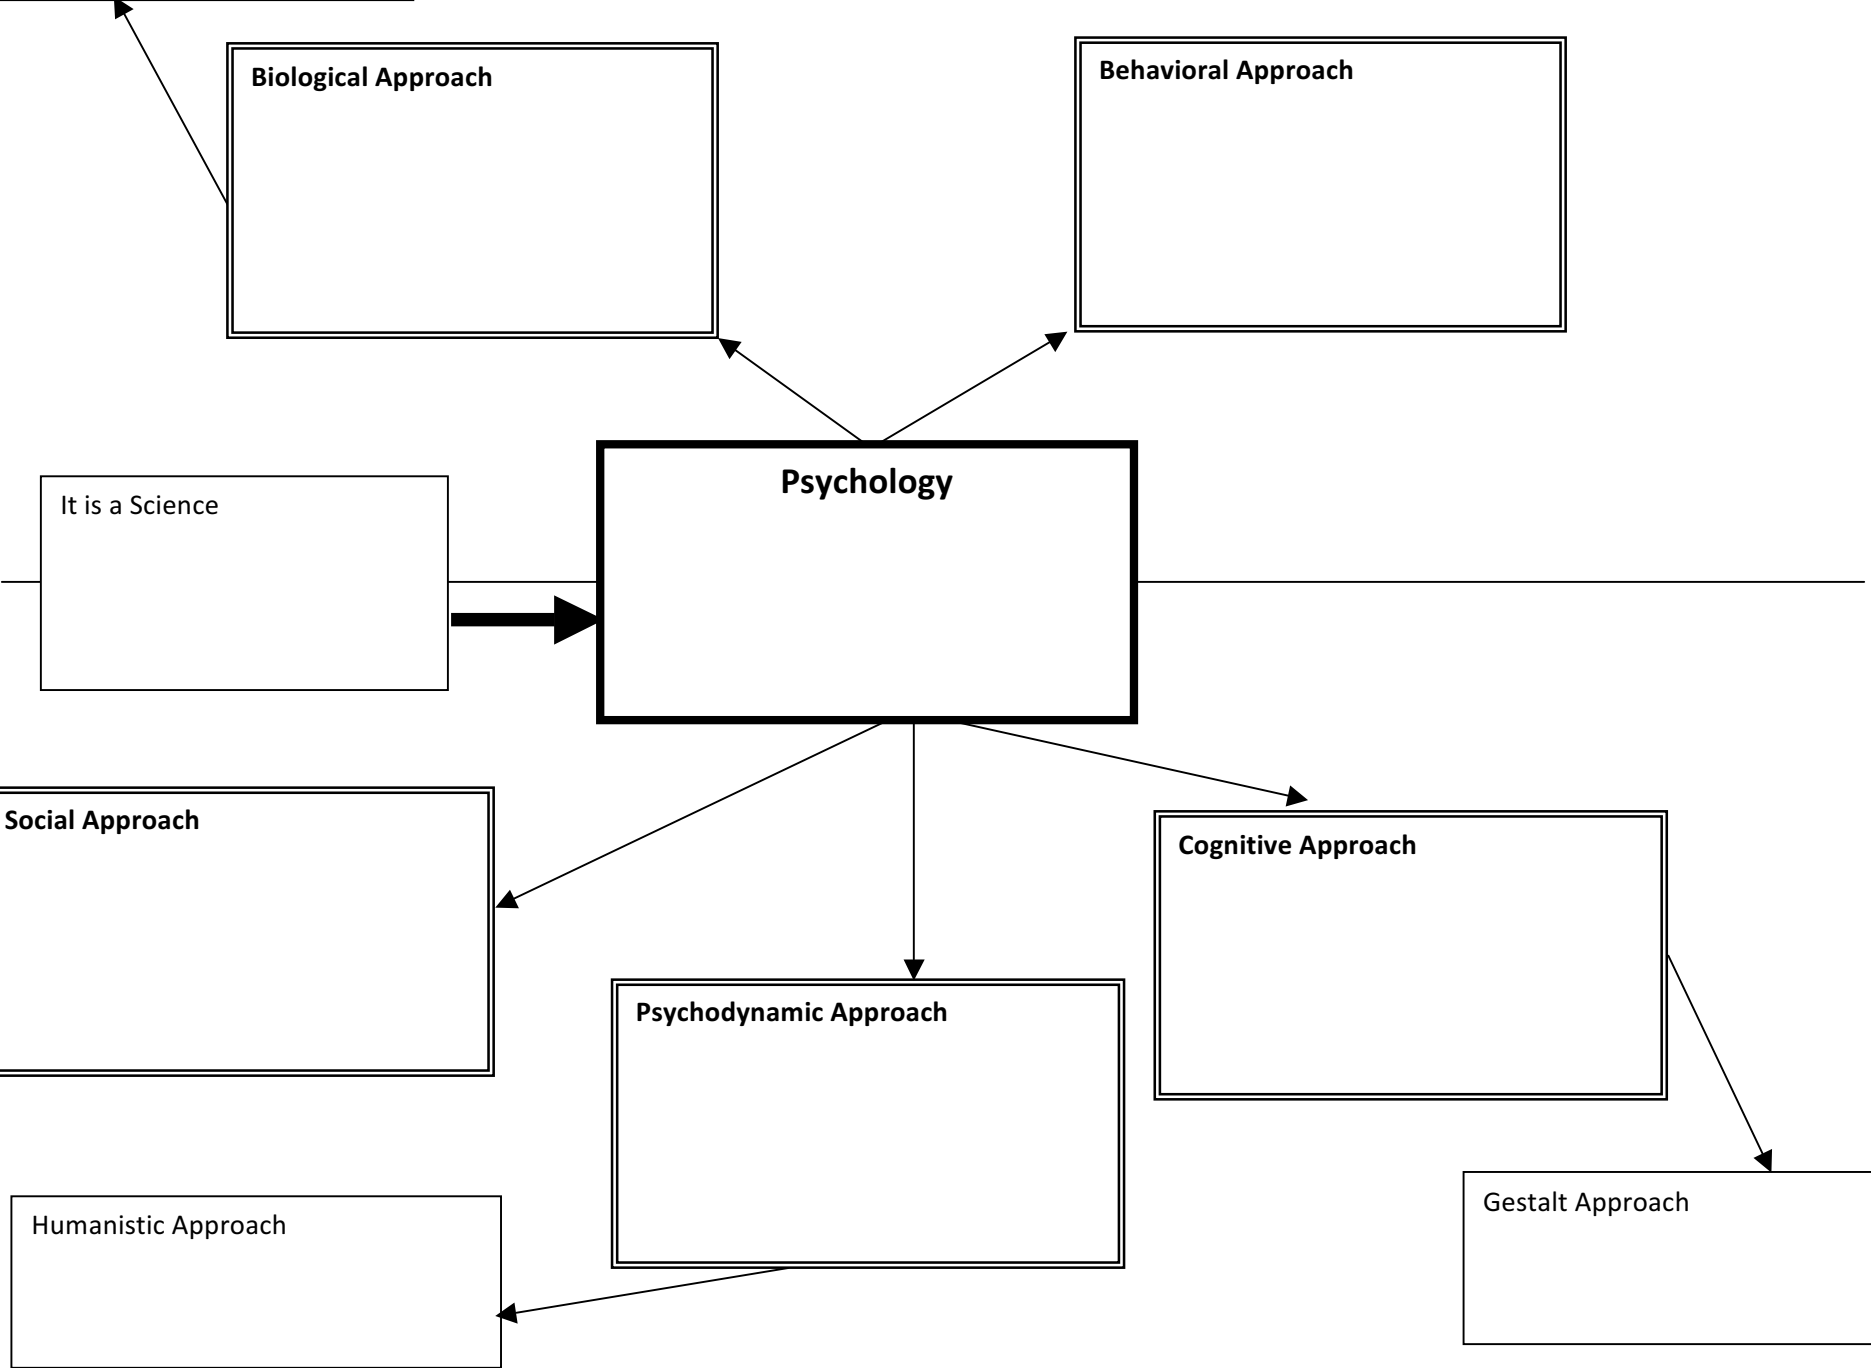 Biological Approach
Behavioral Approach
Psychology
It is a Science
Social Approach
Cognitive Approach
Psychodynamic Approach
Gestalt Approach
Humanistic Approach